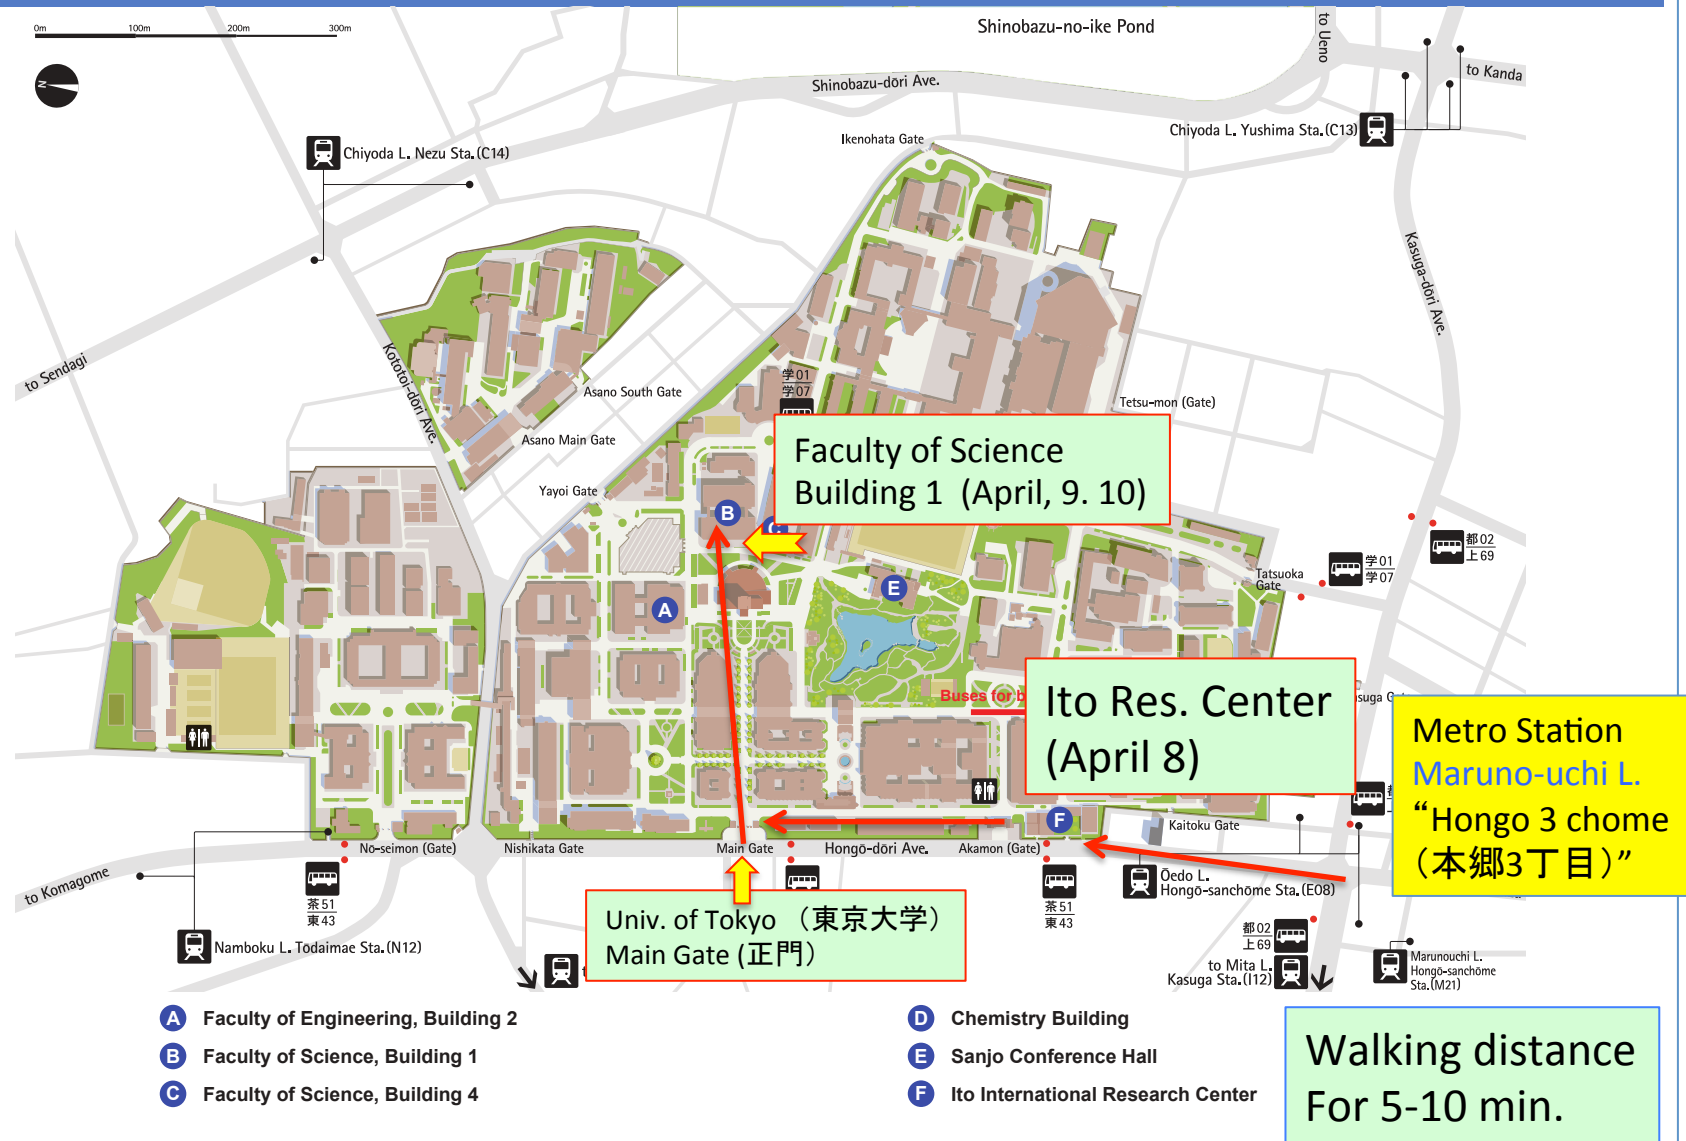 0m 100m 200m 300m
N
Shinobazu-no-ike Pond
to Ueno
to Kanda
Shinobazu-dōri Ave.
Chiyoda L. Yushima Sta.(C13)
Ikenohata Gate
Chiyoda L. Nezu Sta.(C14)
Kasuga-dōri Ave.
to Sendagi
Kototoi-dōri Ave.
Asano South Gate
学01
学07
Tetsu-mon (Gate)
Asano Main Gate
Faculty of Science
Building 1 (April, 9. 10)
Yayoi Gate
B
C
都02
上69
学01
学07
Tatsuoka
Gate
E
A
Buses for b
Ito Res. Center
(April 8)
Metro Station
Maruno-uchi L.
“Hongo 3 chome
（本郷3丁目）”
F
Kaitoku Gate
No-seimon (Gate)
Nishikata Gate
Main Gate
Hongō-dōri Ave.
Akamon (Gate)
to Komagome
Ōedo L.
Hongō-sanchōme Sta.(E08)
茶51
東43
茶51
東43
Univ. of Tokyo （東京大学）
Main Gate (正門）
Namboku L. Todaimae Sta.(N12)
都02
上69
to Mita L.
Kasuga Sta.(I12)
Marunouchi L.
Hongō-sanchōme
Sta.(M21)
A Faculty of Engineering, Building 2
B Faculty of Science, Building 1
C Faculty of Science, Building 4
D Chemistry Building
E Sanjo Conference Hall
F Ito International Research Center
Walking distance
For 5-10 min.